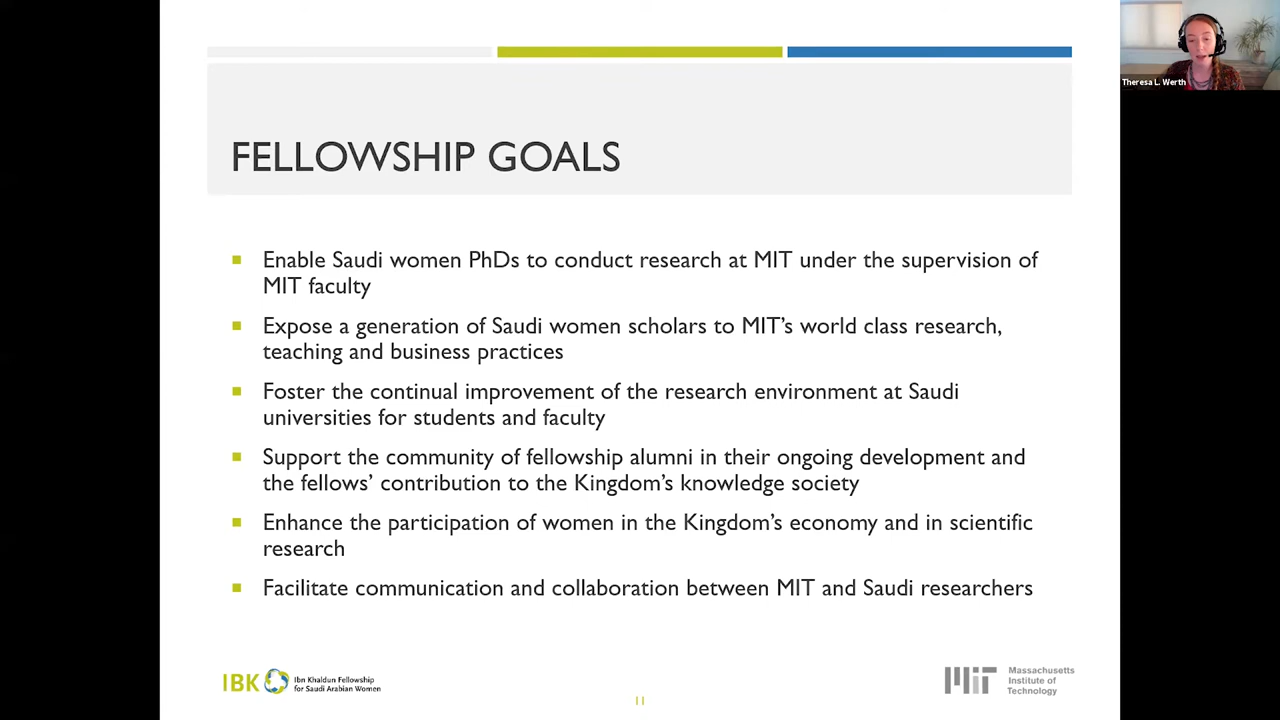 Theresa L. Werth
FELLOWSHIP GOALS
Enable Saudi women PhDs to conduct research at MIT under the supervision of
MIT faculty
Expose a generation of Saudi women scholars to MIT’s world class research,
teaching and business practices
Foster the continual improvement of the research environment at Saudi
universities for students and faculty
Support the community of fellowship alumni in their ongoing development and
the fellows’ contribution to the Kingdom’s knowledge society
Enhance the participation of women in the Kingdom’s economy and in scientific
research
Facilitate communication and collaboration between MIT and Saudi researchers
IBK
Ibn Khaldun Fellowship
for Saudi Arabian Women
11
MIT
Massachusetts
Institute of
Technology